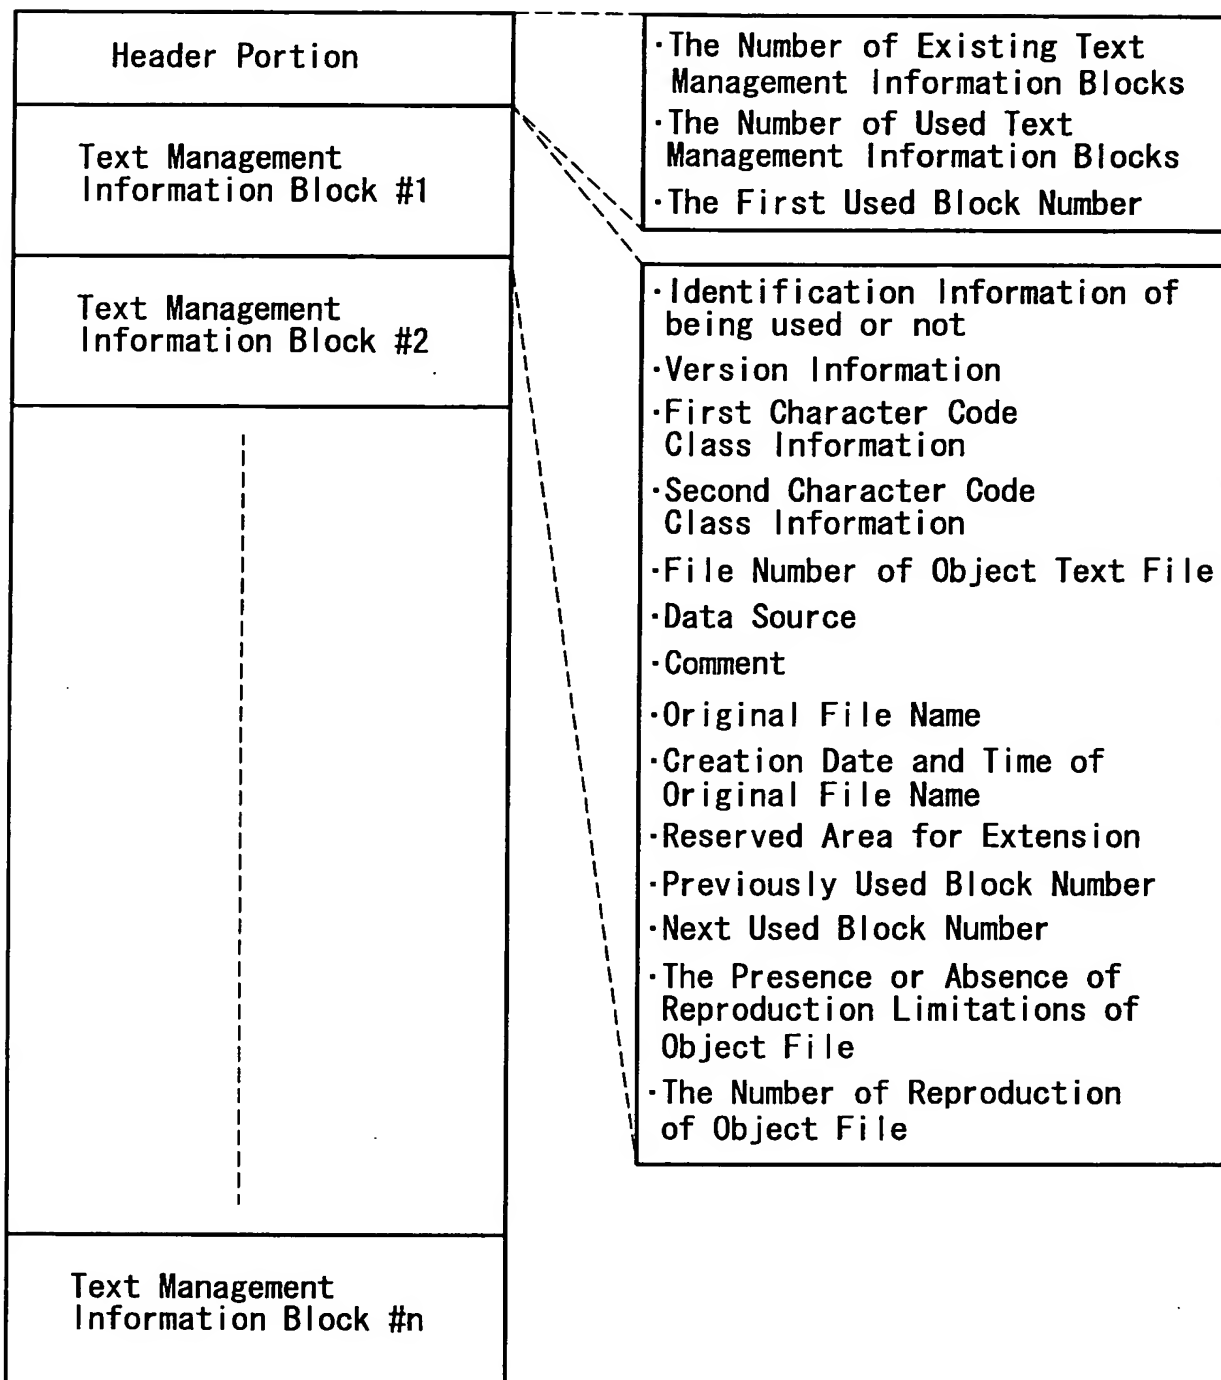 Header Portion
Text Management
Information Block #1
Text Management
Information Block #2
Text Management
Information Block #n
·The Number of Existing Text
Management Information Blocks
·The Number of Used Text
Management Information Blocks
·The First Used Block Number
·Identification Information of
being used or not
·Version Information
·First Character Code
Class Information
·Second Character Code
Class Information
·File Number of Object Text File
·Data Source
·Comment
·Original File Name
·Creation Date and Time of
Original File Name
·Reserved Area for Extension
·Previously Used Block Number
·Next Used Block Number
·The Presence or Absence of
Reproduction Limitations of
Object File
·The Number of Reproduction
of Object File